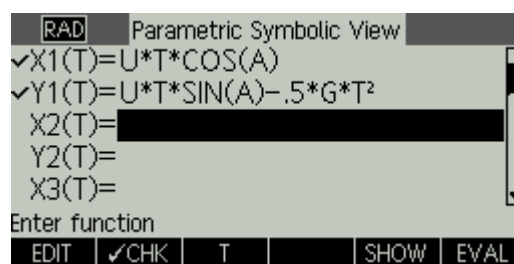 RAD Parametric Symbolic View
✓X1(T)=U*T*COS(A)
✓Y1(T)=U*T*SIN(A)-.5*G*T²
X2(T)=
Y2(T)=
X3(T)=
Enter function
EDIT ✓CHK T SHOW EVAL